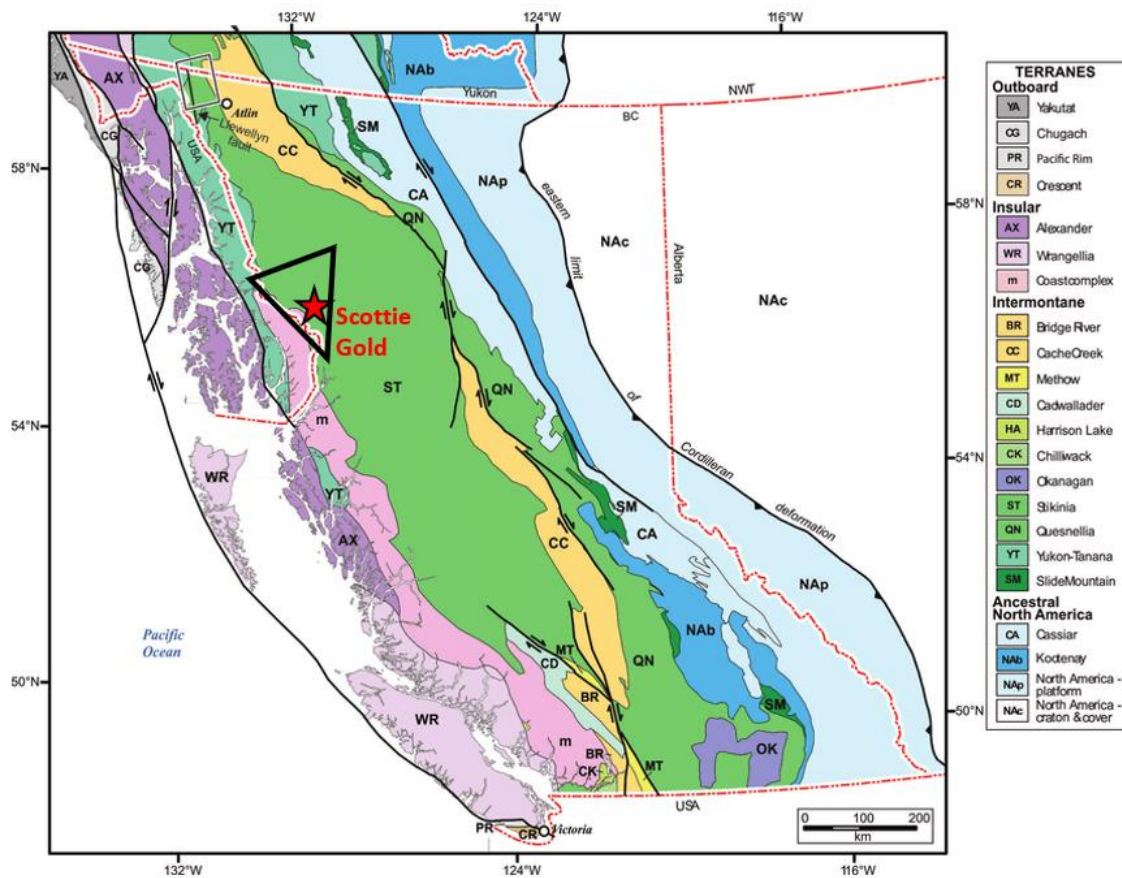 132°W
124°W
116°W
58°N
54°N
50°N
58°N
54°N
50°N
132°W
124°W
116°W
YA
AX
CG
USA
Atlin
Llewellyn
fault
YT
SM
CC
NAb
Yukon
NWT
BC
CA
NAp
QN
eastern
limit
of
Cordilleran
deformation
NAc
Alberta
NAc
YT
CG
Scottie
Gold
ST
QN
m
WR
YT
AX
CC
SM
CA
NAp
Pacific
Ocean
MT
CD
BR
QN
NAb
SM
OK
WR
m
BR
CK
MT
USA
PR
CR
Victoria
0 100 200
km
TERRANES
Outboard
YA Yakutat
CG Chugach
PR Pacific Rim
CR Crescent
Insular
AX Alexander
WR Wrangellia
m Coastcomplex
Intermontane
BR Bridge River
CC CacheCreek
MT Methow
CD Cadwallader
HA Harrison Lake
CK Chilliwack
OK Okanagan
ST Stikinia
QN Quesnellia
YT Yukon-Tanana
SM SlideMountain
Ancestral
North America
CA Cassiar
NAb Kootenay
NAp North America -
platform
NAc North America -
craton & cover